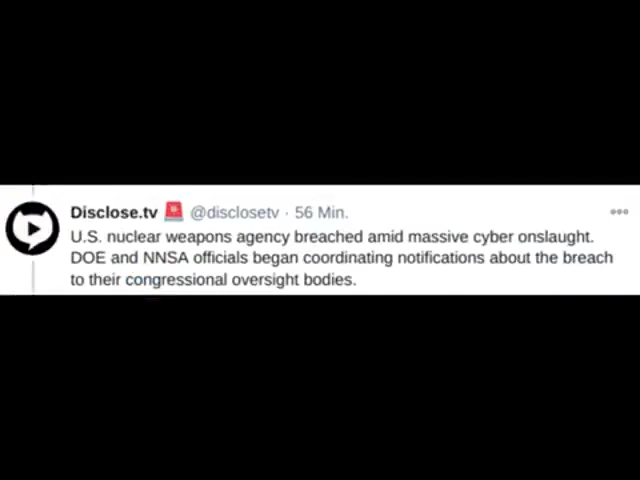 Disclose.tv 🚨 @disclosetv · 56 Min.
U.S. nuclear weapons agency breached amid massive cyber onslaught.
DOE and NNSA officials began coordinating notifications about the breach
to their congressional oversight bodies.